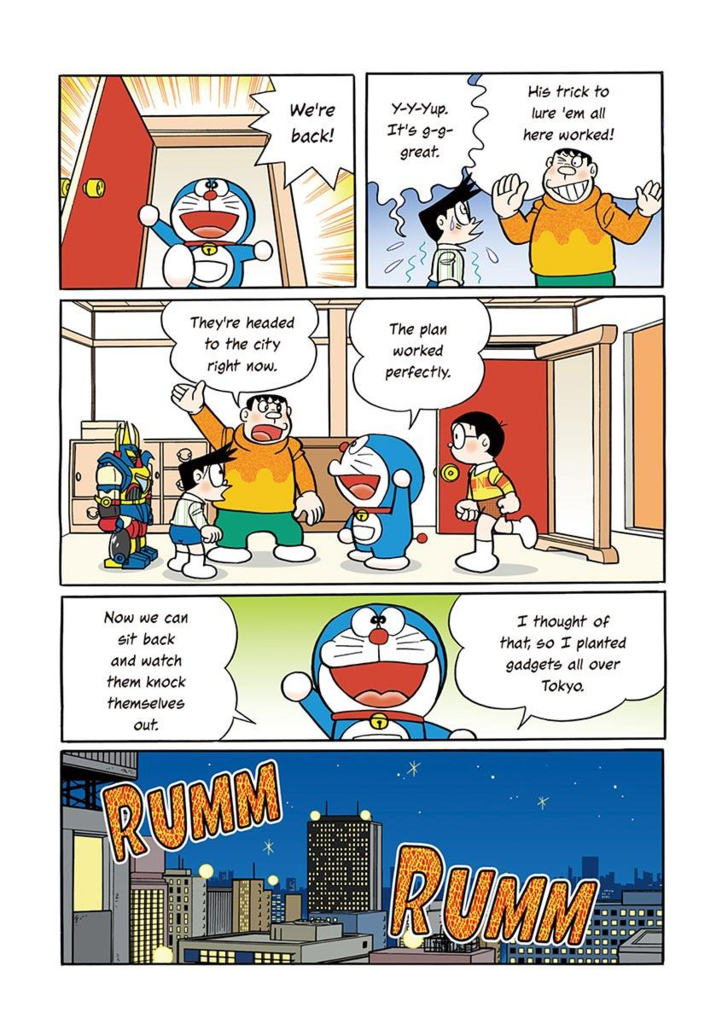 We're
back!
Y-Y-Yup.
It's g-g-
great.
His trick to
lure 'em all
here worked!
They're headed
to the city
right now.
The plan
worked
perfectly.
Now we can
sit back
and watch
them knock
themselves
out.
I thought of
that, so I planted
gadgets all over
Tokyo.
RUMM
RUMM